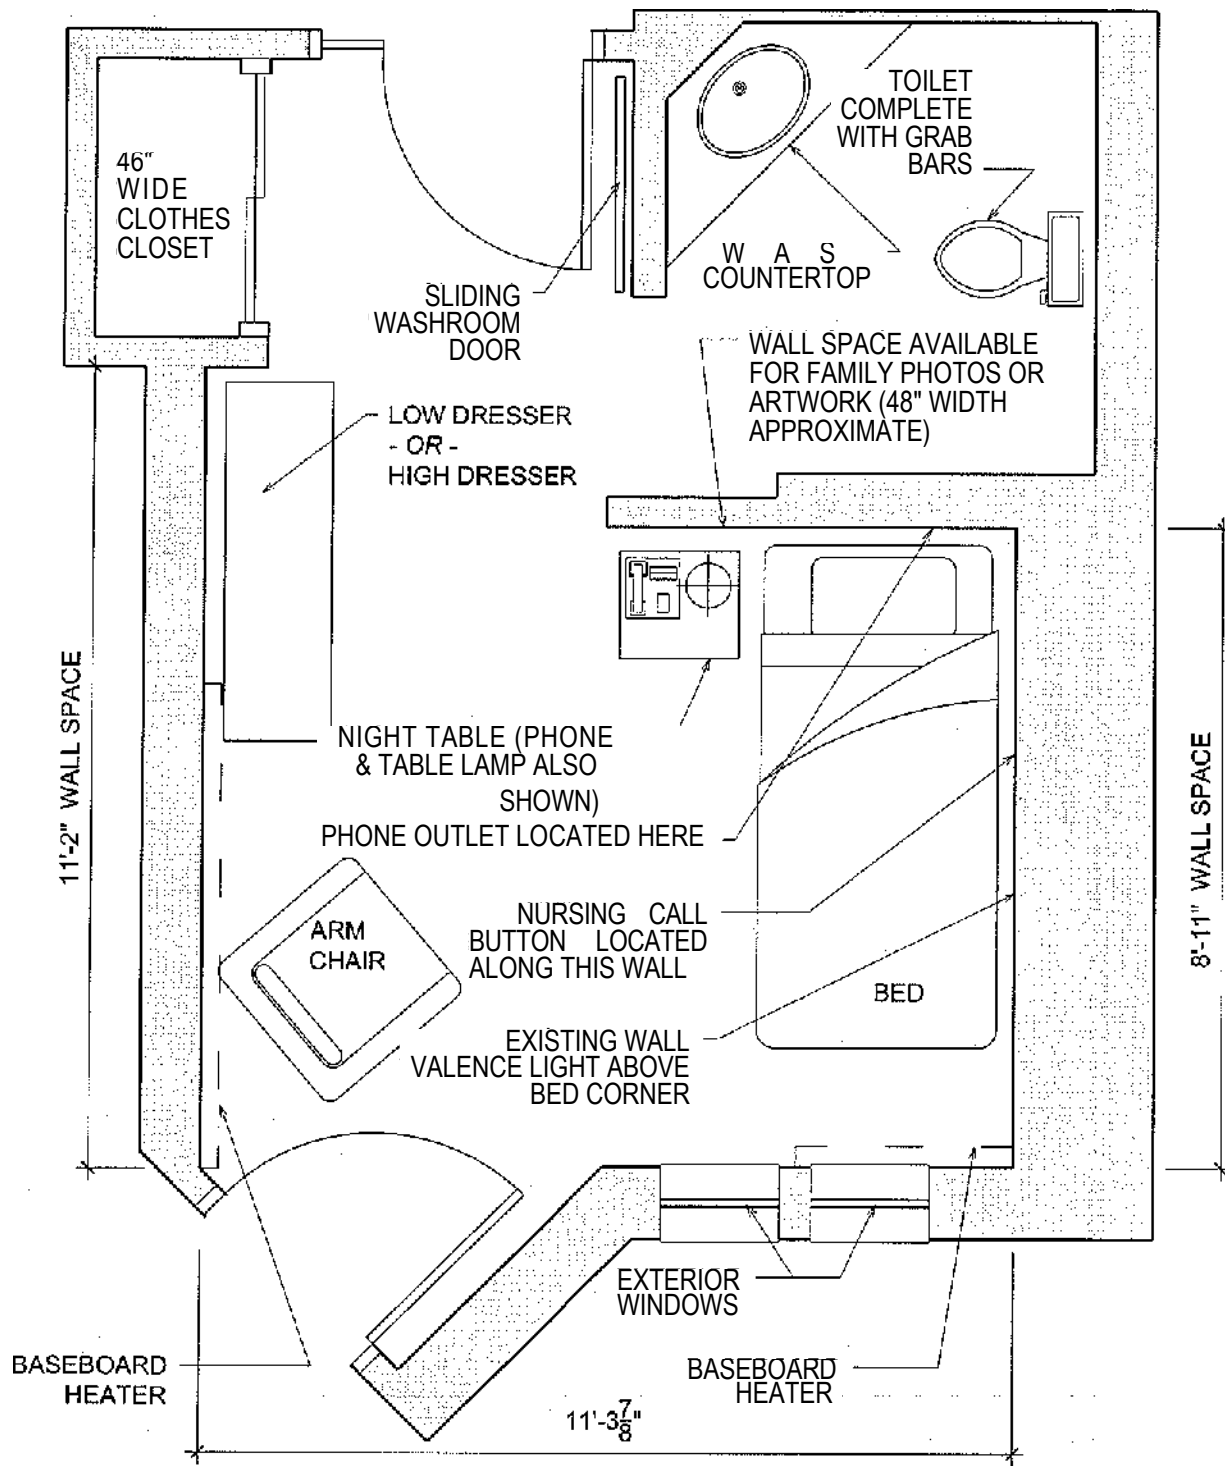 TOILET
COMPLETE
WITH GRAB
BARS
46"
WIDE
CLOTHES
CLOSET
W A S
COUNTERTOP
SLIDING
WASHROOM
DOOR
WALL SPACE AVAILABLE
FOR FAMILY PHOTOS OR
ARTWORK (48" WIDTH
APPROXIMATE)
LOW DRESSER
- OR -
HIGH DRESSER
11'-2" WALL SPACE
8'-11" WALL SPACE
NIGHT TABLE (PHONE
& TABLE LAMP ALSO
SHOWN)
PHONE OUTLET LOCATED HERE
NURSING CALL
BUTTON LOCATED
ALONG THIS WALL
ARM
CHAIR
BED
EXISTING WALL
VALENCE LIGHT ABOVE
BED CORNER
EXTERIOR
WINDOWS
BASEBOARD
HEATER
BASEBOARD
HEATER
11'-3 7/8"